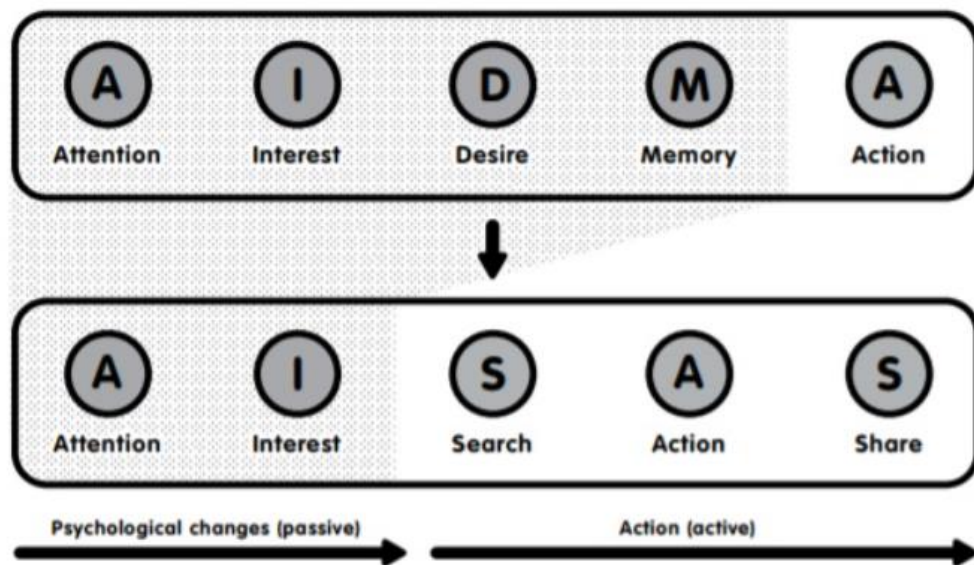 A I D M A
Attention Interest Desire Memory Action
A I S A S
Attention Interest Search Action Share
Psychological changes (passive) Action (active)